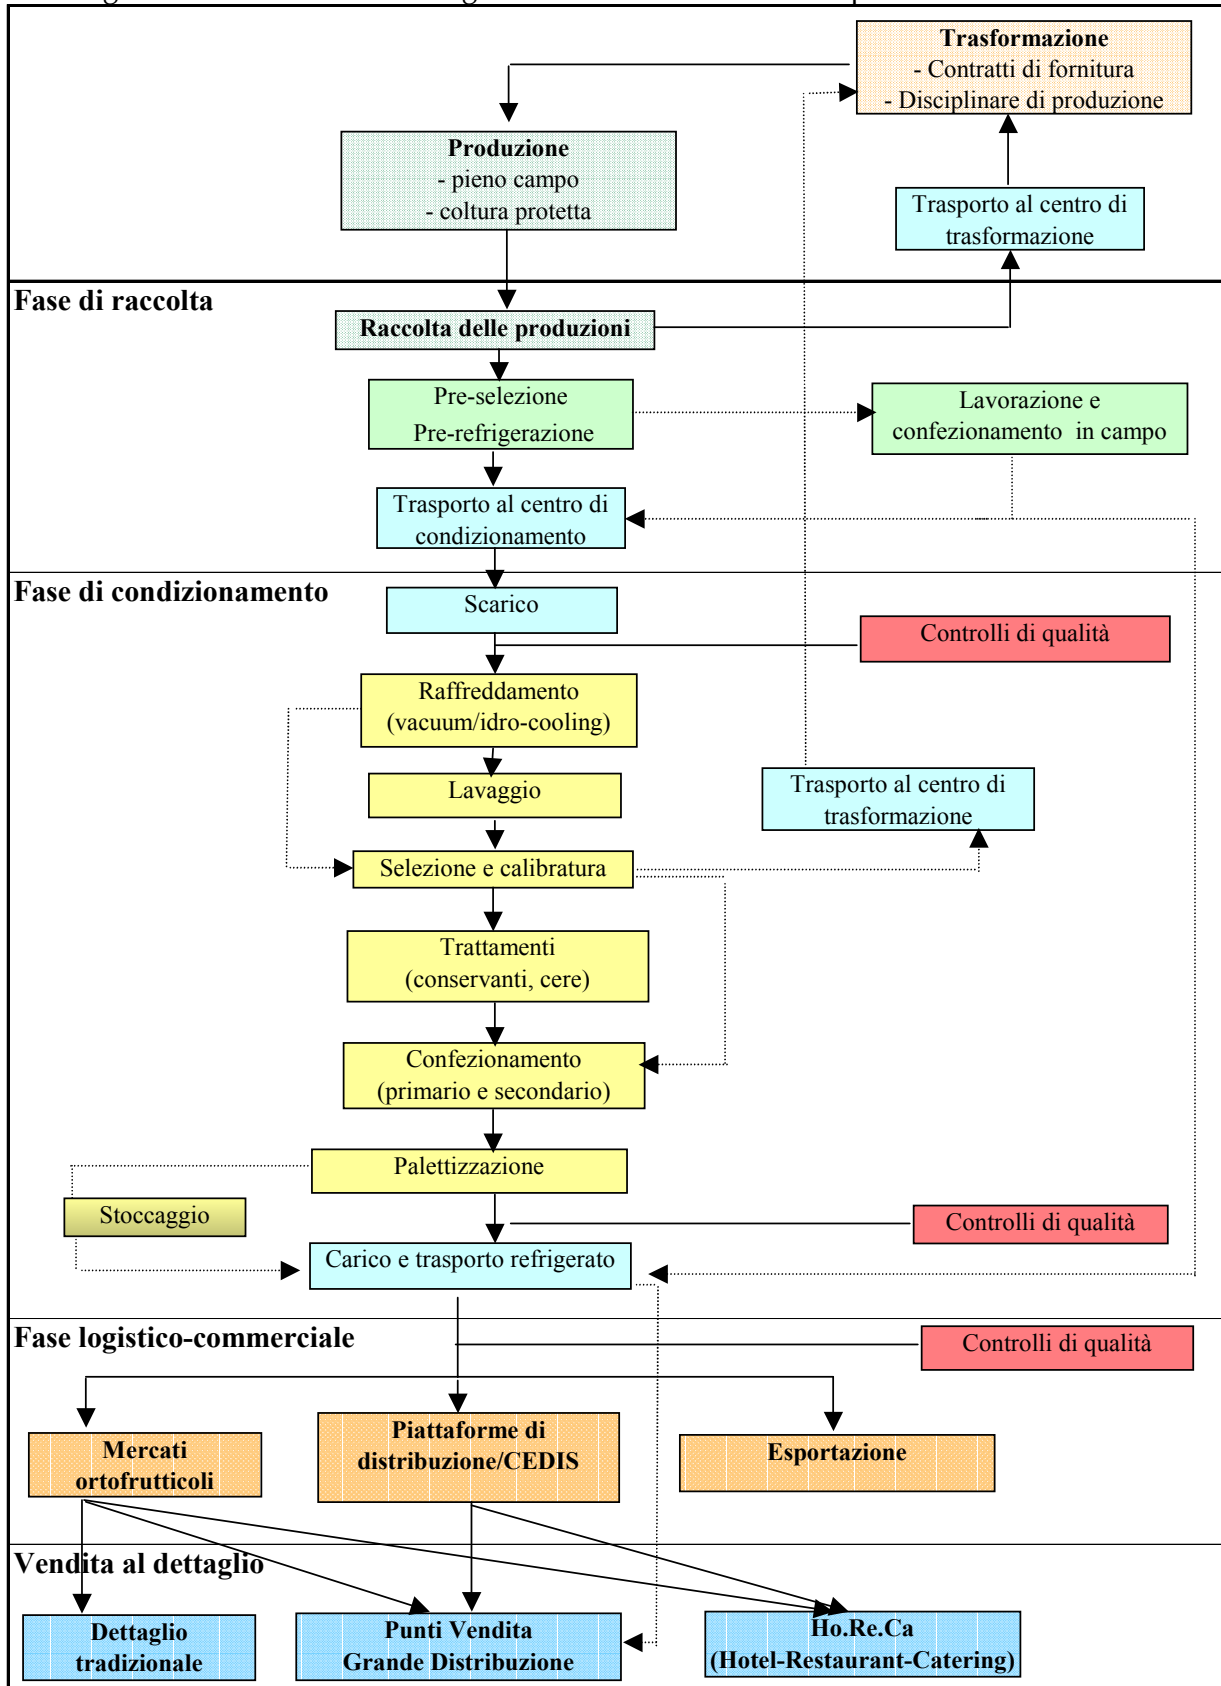 Trasformazione
- Contratti di fornitura
- Disciplinare di produzione
Produzione
- pieno campo
- coltura protetta
Trasporto al centro di
trasformazione
Fase di raccolta
Raccolta delle produzioni
Pre-selezione
Pre-refrigerazione
Lavorazione e
confezionamento in campo
Trasporto al centro di
condizionamento
Fase di condizionamento
Scarico
Controlli di qualità
Raffreddamento
(vacuum/idro-cooling)
Lavaggio
Trasporto al centro di
trasformazione
Selezione e calibratura
Trattamenti
(conservanti, cere)
Confezionamento
(primario e secondario)
Palettizzazione
Stoccaggio
Controlli di qualità
Carico e trasporto refrigerato
Fase logistico-commerciale
Controlli di qualità
Mercati
ortofrutticoli
Piattaforme di
distribuzione/CEDIS
Esportazione
Vendita al dettaglio
Dettaglio
tradizionale
Punti Vendita
Grande Distribuzione
Ho.Re.Ca
(Hotel-Restaurant-Catering)